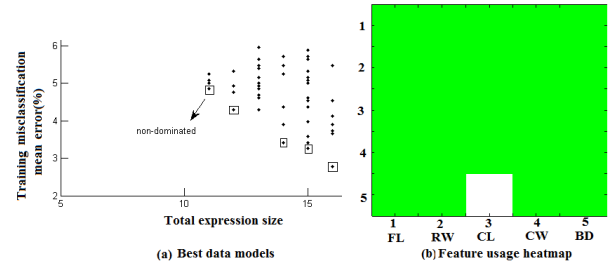 Training misclassification
mean error(%)
6
5
4
3
2
non-dominated
5
10
15
Total expression size
(a) Best data models
1
2
3
4
5
1 2 3 4 5
FL RW CL CW BD
(b) Feature usage heatmap